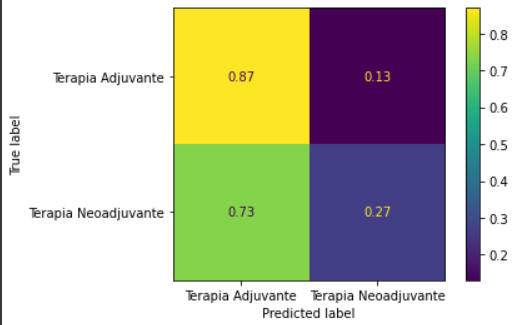 Terapia Adjuvante
Terapia Neoadjuvante
True label
0.87
0.13
0.73
0.27
Terapia Adjuvante
Terapia Neoadjuvante
Predicted label
0.8
0.7
0.6
0.5
0.4
0.3
0.2